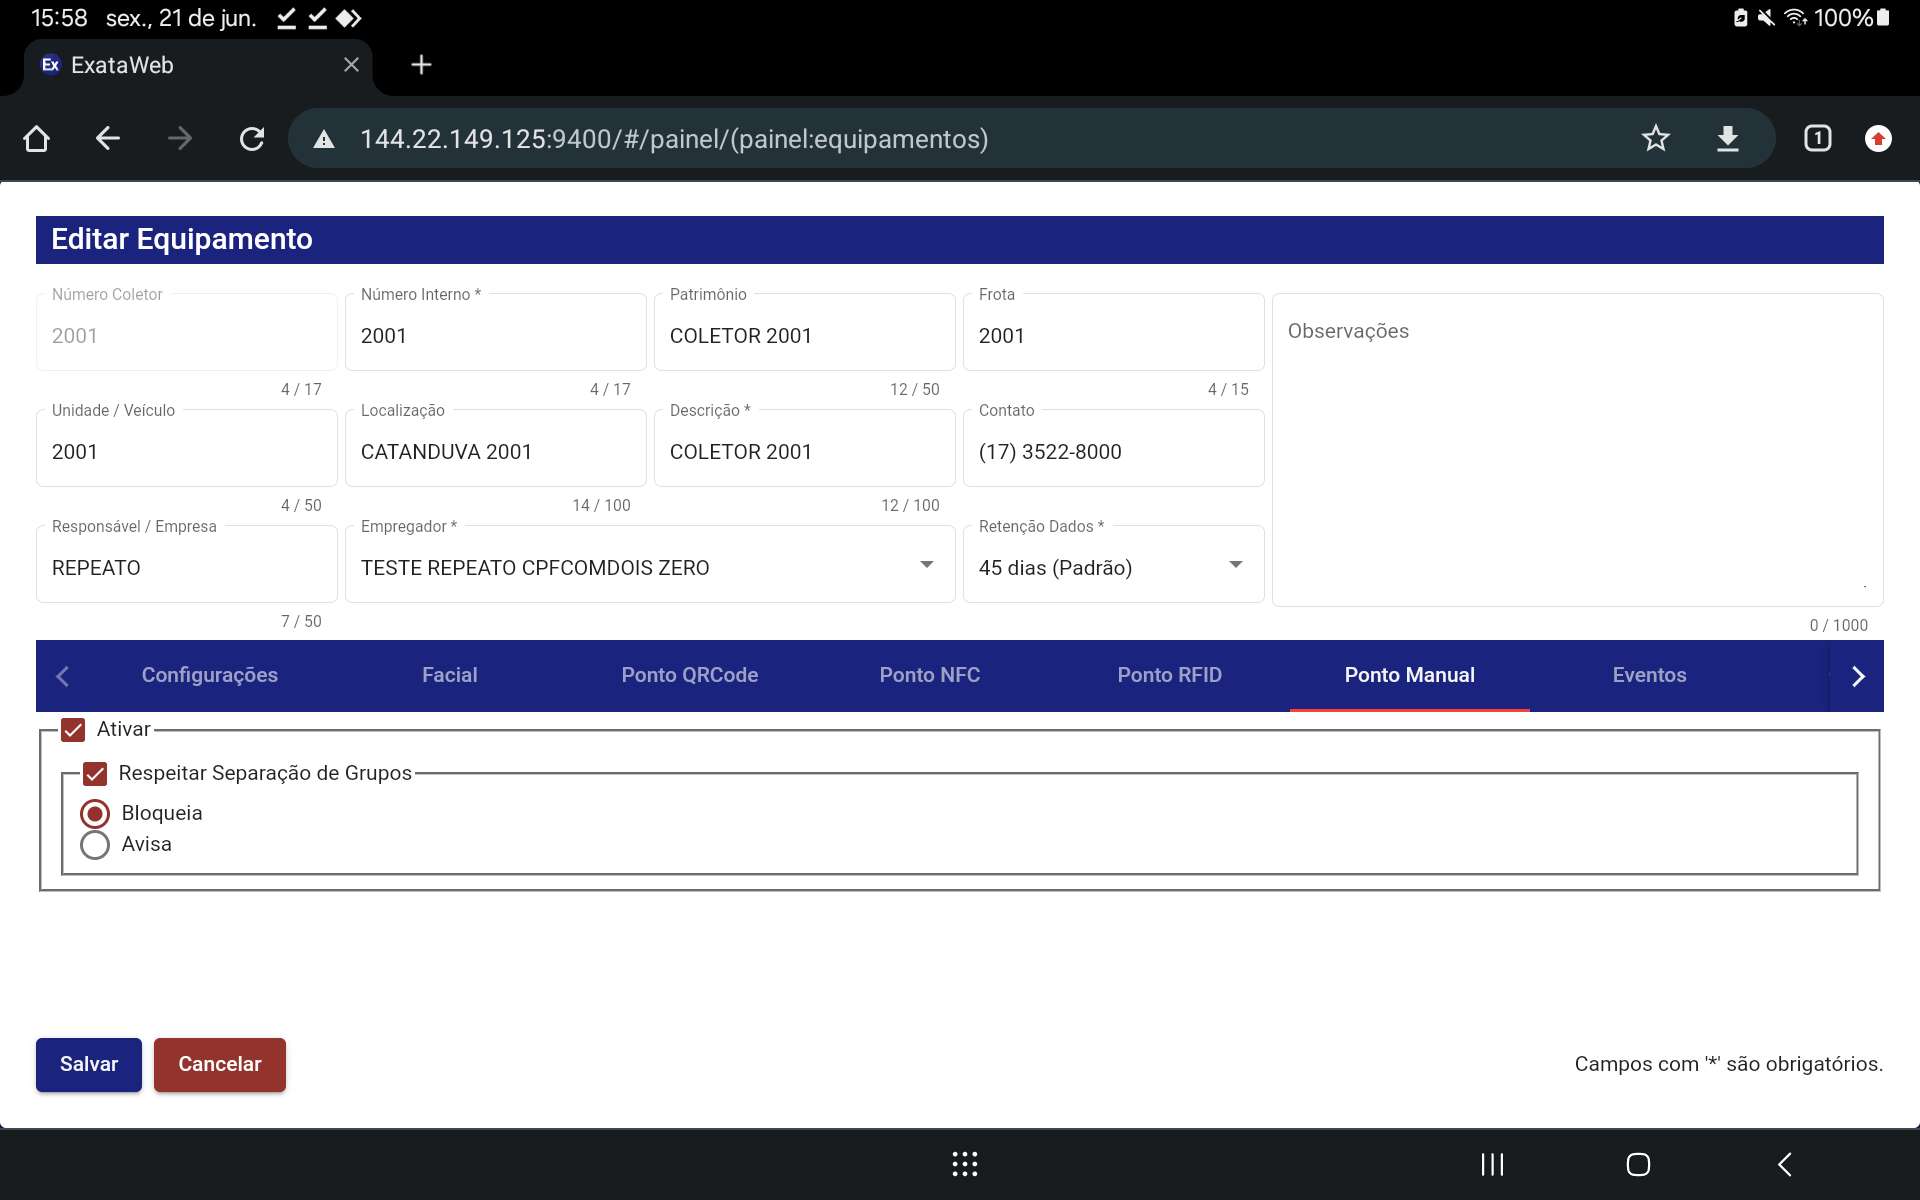 15:58 sex., 21 de jun. 100%
Ex ExataWeb
144.22.149.125:9400/#/painel/(painel:equipamentos) 1
Editar Equipamento
Número Coletor Número Interno * Patrimônio Frota
2001 2001 COLETOR 2001 2001 Observações
4 / 17 4 / 17 12 / 50 4 / 15
Unidade / Veículo Localização Descrição * Contato
2001 CATANDUVA 2001 COLETOR 2001 (17) 3522-8000
4 / 50 14 / 100 12 / 100
Responsável / Empresa Empregador * Retenção Dados *
REPEATO TESTE REPEATO CPFCOMDOIS ZERO 45 dias (Padrão)
7 / 50 0 / 1000
Configurações Facial Ponto QRCode Ponto NFC Ponto RFID Ponto Manual Eventos
Ativar
Respeitar Separação de Grupos
Bloqueia
Avisa
Salvar Cancelar Campos com '*' são obrigatórios.